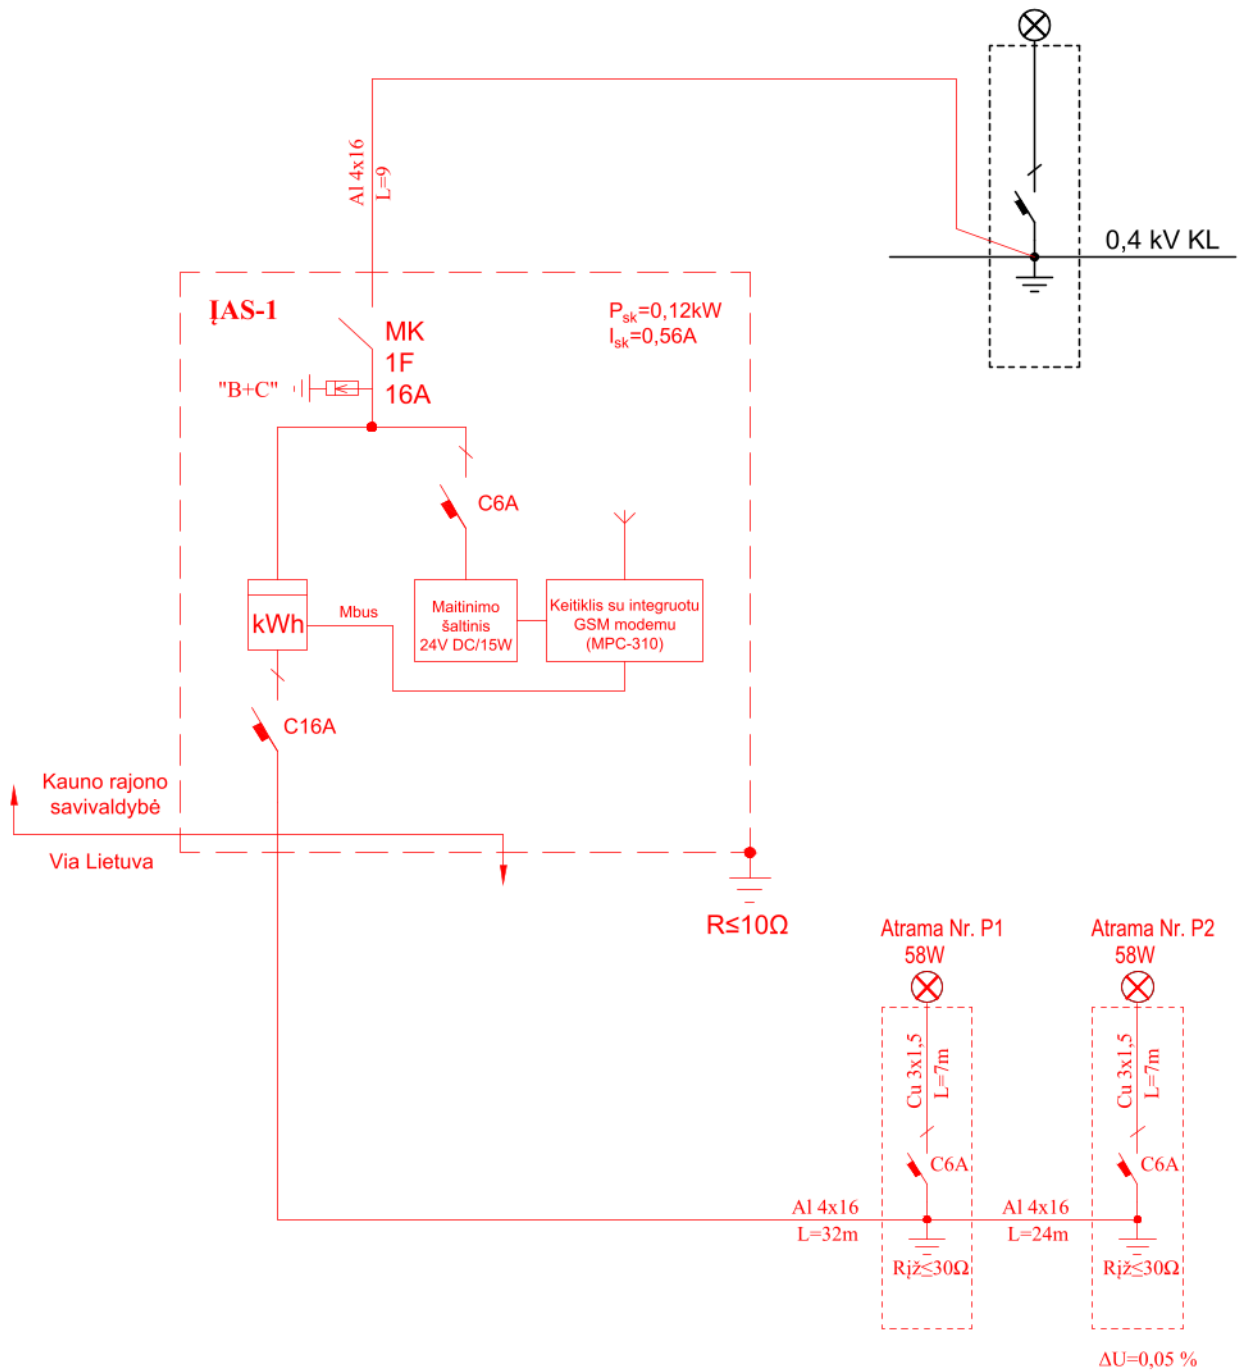 Al 4x16
L=9
0,4 kV KL
ĮAS-1
Psk=0,12kW
Isk=0,56A
MK
1F
16A
"B+C"
C6A
kWh
Mbus
Maitinimo
šaltinis
24V DC/15W
Keitiklis su integruotu
GSM modemu
(MPC-310)
C16A
Kauno rajono
savivaldybė
Via Lietuva
R≤10Ω
Atrama Nr. P1
58W
Cu 3x1,5
L=7m
C6A
Al 4x16
L=32m
Rįž≤30Ω
Atrama Nr. P2
58W
Cu 3x1,5
L=7m
C6A
Al 4x16
L=24m
Rįž≤30Ω
ΔU=0,05 %